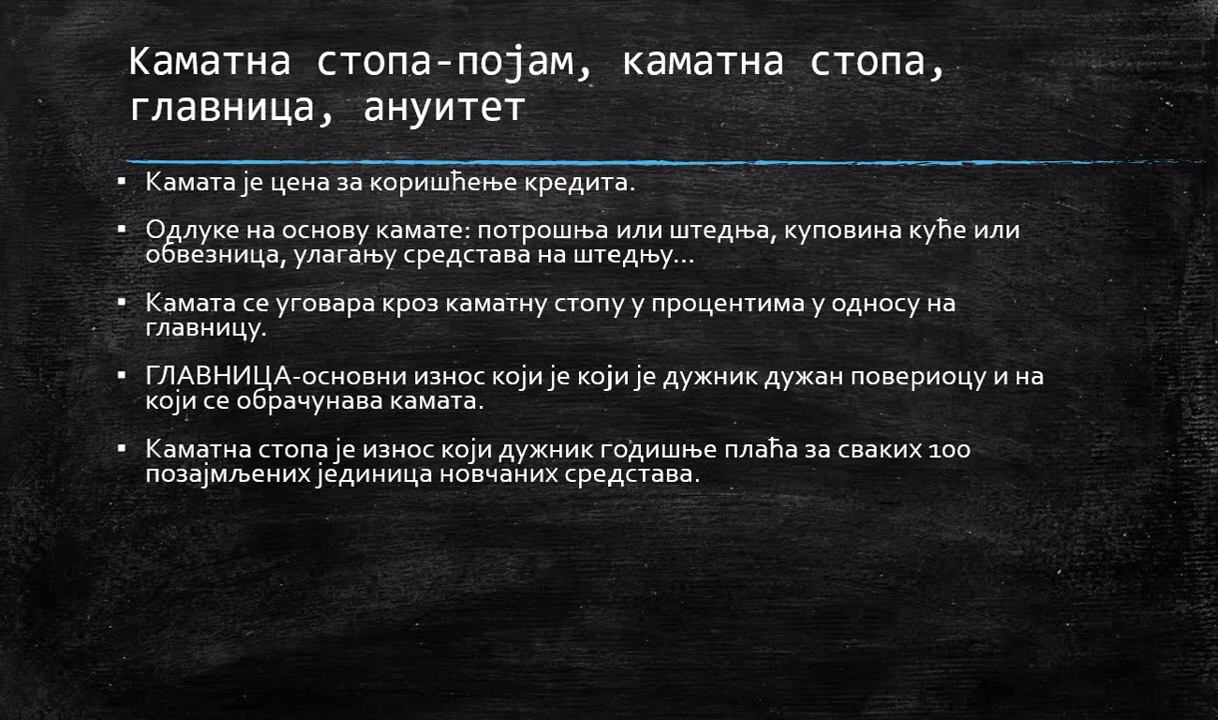 Каматна стопа-појам, каматна стопа,
главница, ануитет
▪ Камата је цена за коришћење кредита.
▪ Одлуке на основу камате: потрошња или штедња, куповина куће или
обвезница, улагању средстава на штедњу...
▪ Камата се уговара кроз каматну стопу у процентима у односу на
главницу.
▪ ГЛАВНИЦА-основни износ који је који је дужник дужан повериоцу и на
који се обрачунава камата.
▪ Каматна стопа је износ који дужник годишње плаћа за сваких 100
позајмљених јединица новчаних средстава.